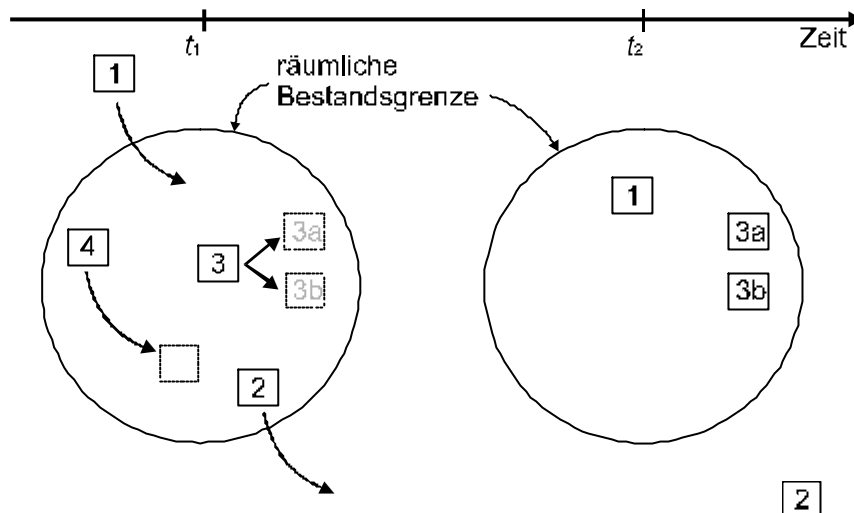 t1
t2
Zeit
räumliche
Bestandsgrenze
1
4
3
3a
3b
2
1
3a
3b
2